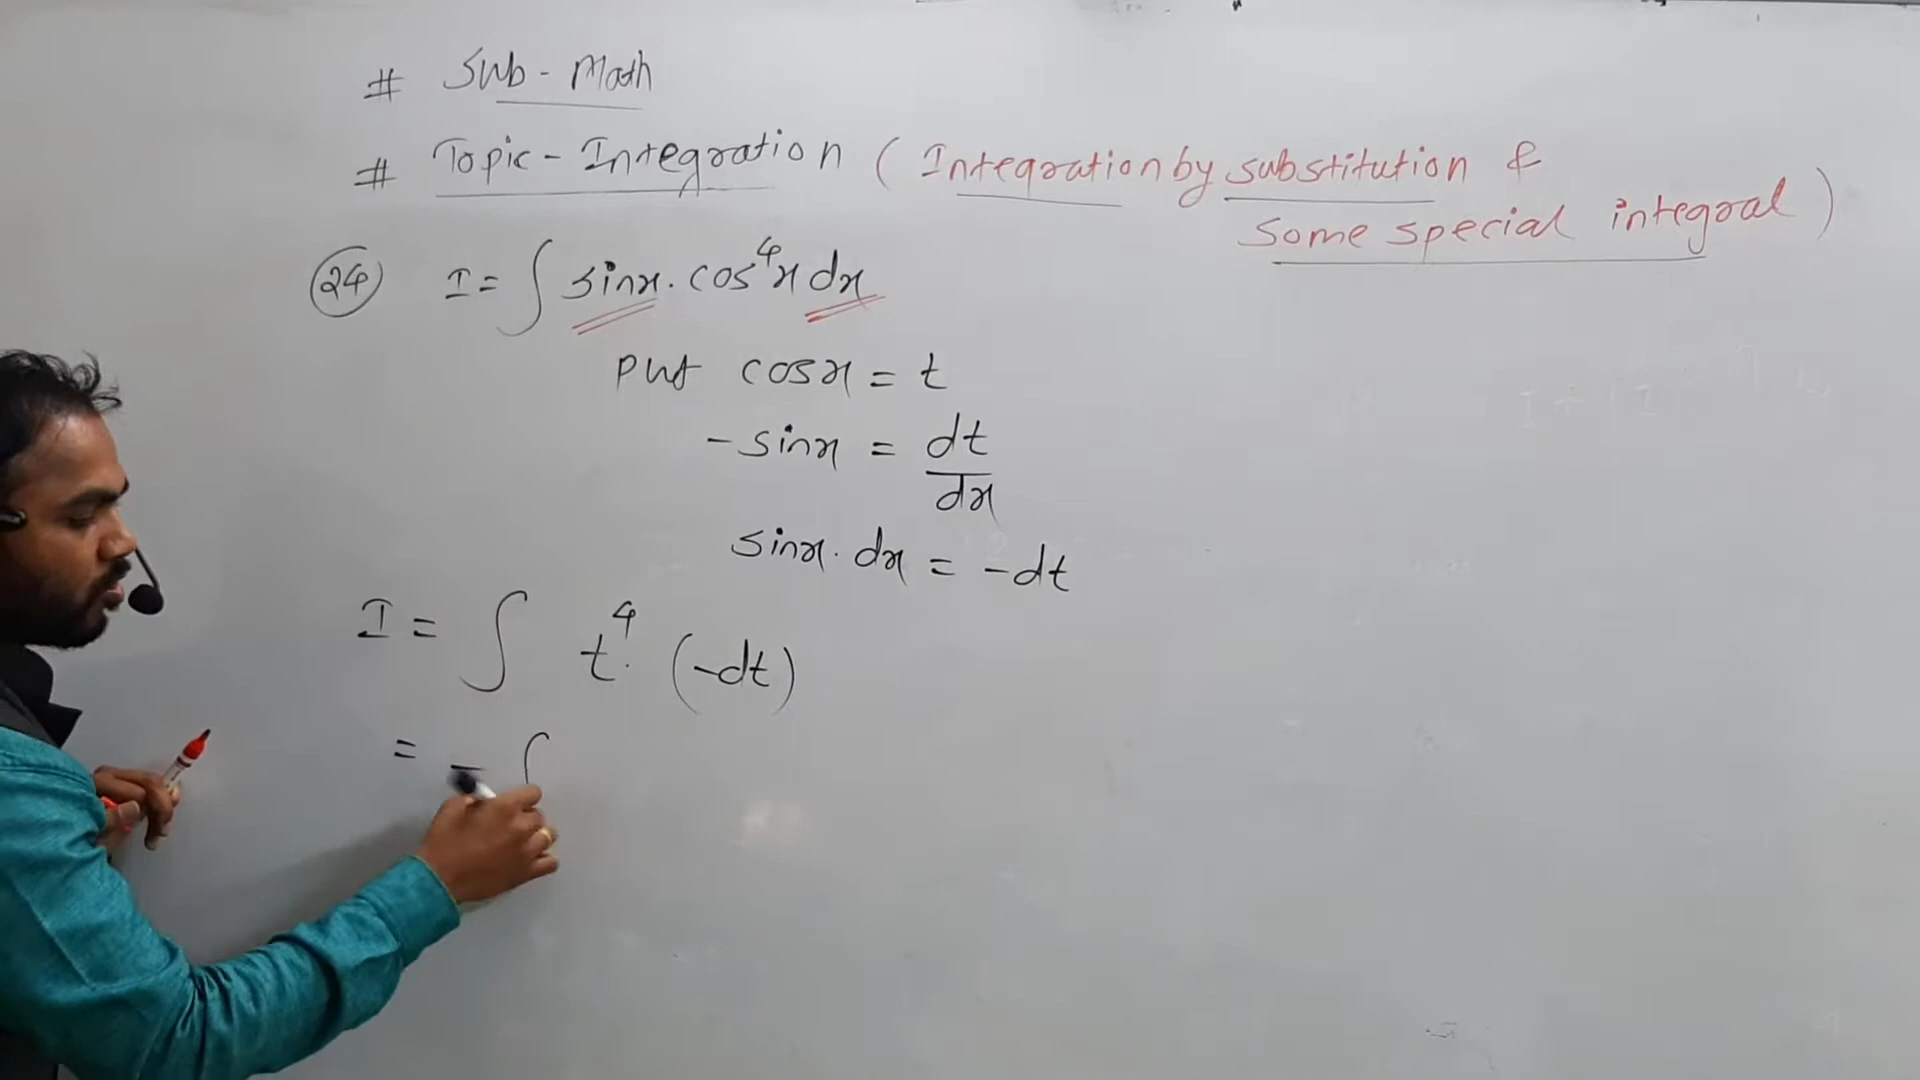 # Sub - Math
# Topic - Integration ( Integration by substitution &
Some special integral )
24 I = ∫ sinx . cos⁴x dx
Put cosx = t
- sinx = dt/dx
sinx . dx = - dt
I = ∫ t⁴ . (-dt)
= - ∫